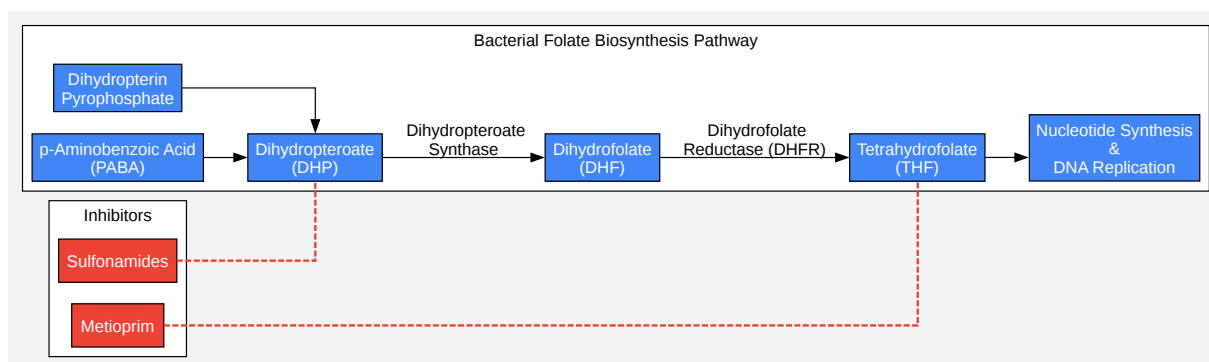 Bacterial Folate Biosynthesis Pathway
Dihydropterin
Pyrophosphate
p-Aminobenzoic Acid
(PABA)
Dihydropteroate
(DHP)
Dihydropteroate
Synthase
Dihydrofolate
(DHF)
Dihydrofolate
Reductase (DHFR)
Tetrahydrofolate
(THF)
Nucleotide Synthesis
&
DNA Replication
Inhibitors
Sulfonamides
Metioprim